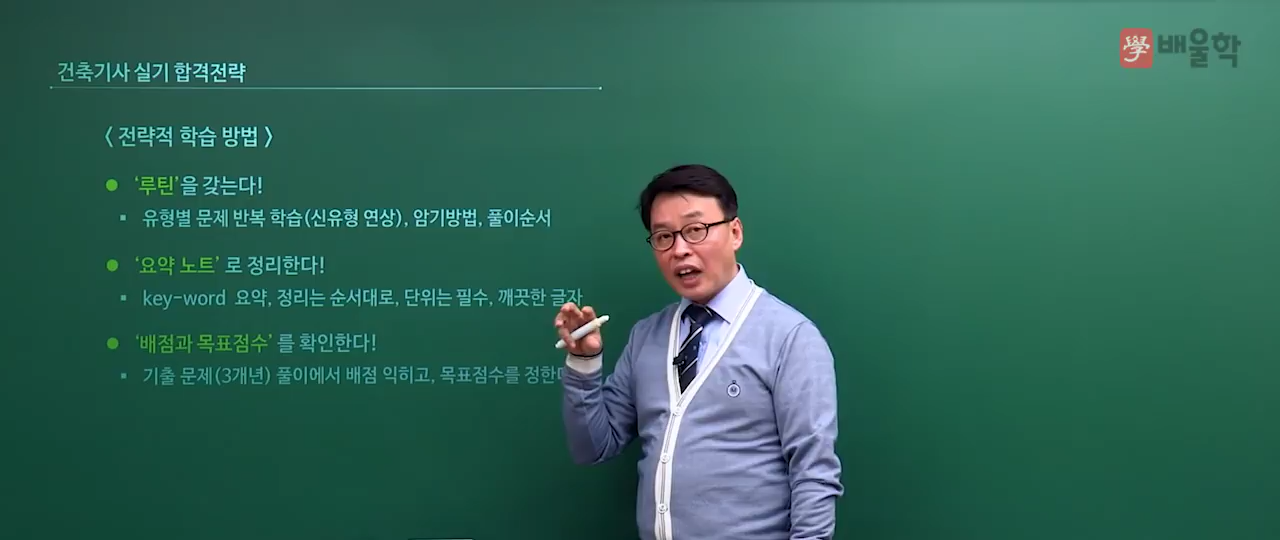 건축기사 실기 합격전략
學 배울학
< 전략적 학습 방법 >
● ‘루틴’을 갖는다!
▪ 유형별 문제 반복 학습(신유형 연상), 암기방법, 풀이순서
● ‘요약 노트’ 로 정리한다!
▪ key-word 요약, 정리는 순서대로, 단위는 필수, 깨끗한 글자
● ‘배점과 목표점수’ 를 확인한다!
▪ 기출 문제(3개년) 풀이에서 배점 익히고, 목표점수를